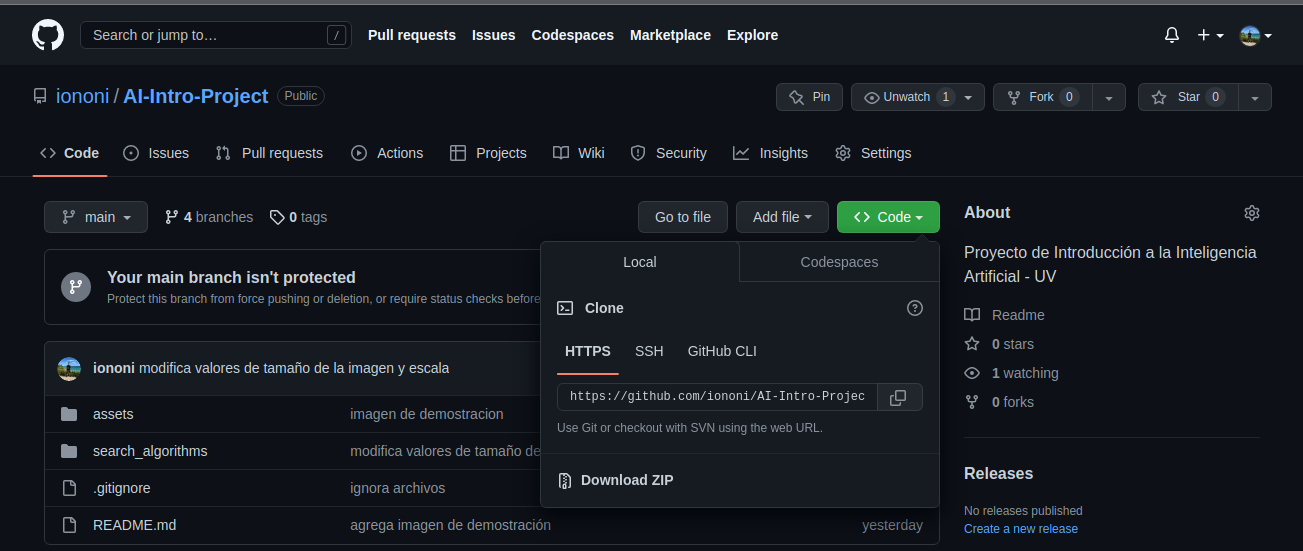 Search or jump to… / Pull requests Issues Codespaces Marketplace Explore
iononi / AI-Intro-Project Public Pin Unwatch 1 Fork 0 Star 0
Code Issues Pull requests Actions Projects Wiki Security Insights Settings
main 4 branches 0 tags Go to file Add file Code
Your main branch isn't protected
Protect this branch from force pushing or deletion, or require status checks before
iononi modifica valores de tamaño de la imagen y escala
assets imagen de demostracion
search_algorithms modifica valores de tamaño de
.gitignore ignora archivos
README.md agrega imagen de demostración yesterday
Local Codespaces
Clone
HTTPS SSH GitHub CLI
https://github.com/iononi/AI-Intro-Projec
Use Git or checkout with SVN using the web URL.
Download ZIP
About
Proyecto de Introducción a la Inteligencia
Artificial - UV
Readme
0 stars
1 watching
0 forks
Releases
No releases published
Create a new release